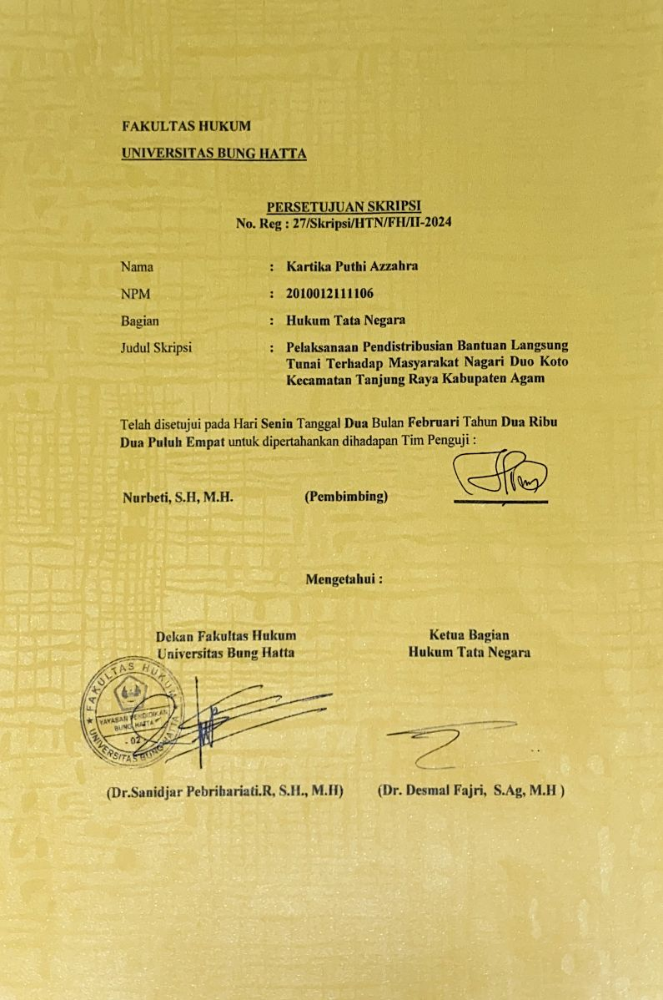 FAKULTAS HUKUM
UNIVERSITAS BUNG HATTA
PERSETUJUAN SKRIPSI
No. Reg : 27/Skripsi/HTN/FH/II-2024
Nama : Kartika Puthi Azzahra
NPM : 2010012111106
Bagian : Hukum Tata Negara
Judul Skripsi : Pelaksanaan Pendistribusian Bantuan Langsung
Tunai Terhadap Masyarakat Nagari Duo Koto
Kecamatan Tanjung Raya Kabupaten Agam
Telah disetujui pada Hari Senin Tanggal Dua Bulan Februari Tahun Dua Ribu
Dua Puluh Empat untuk dipertahankan dihadapan Tim Penguji :
Nurbeti, S.H, M.H. (Pembimbing)
Mengetahui :
Dekan Fakultas Hukum
Universitas Bung Hatta
Ketua Bagian
Hukum Tata Negara
FAKULTAS HUKUM
YAYASAN PENDIDIKAN
BUNG HATTA
- 02 -
UNIVERSITAS BUNG HATTA
(Dr.Sanidjar Pebrihariati.R, S.H., M.H) (Dr. Desmal Fajri, S.Ag, M.H )